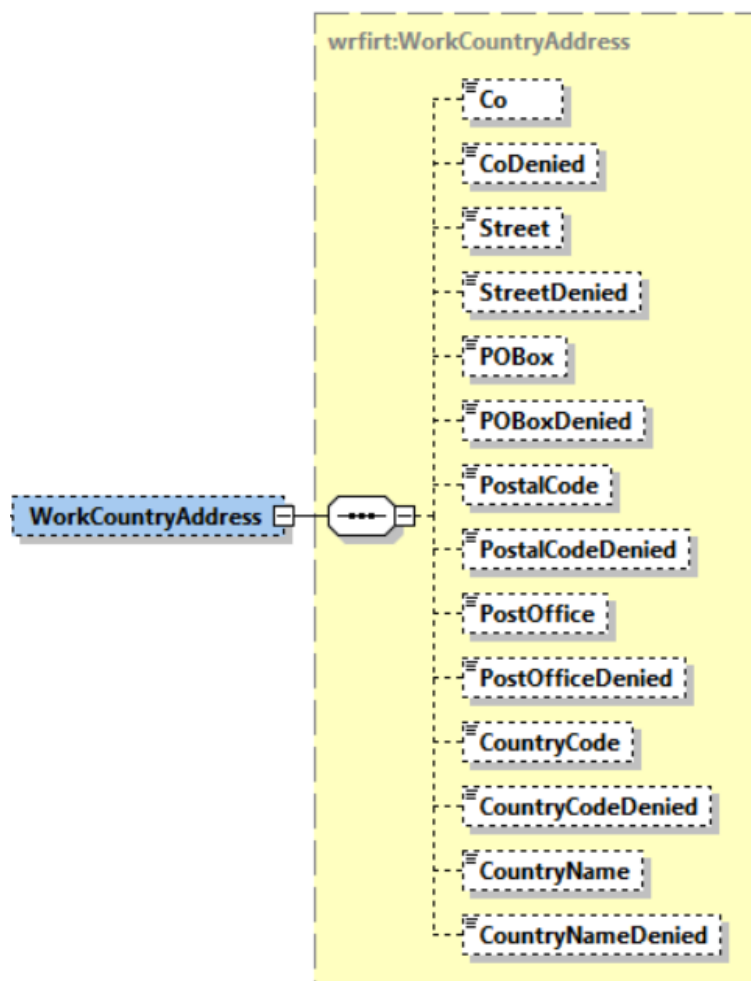 wrfirt:WorkCountryAddress
Co
CoDenied
Street
StreetDenied
POBox
POBoxDenied
PostalCode
WorkCountryAddress
PostalCodeDenied
PostOffice
PostOfficeDenied
CountryCode
CountryCodeDenied
CountryName
CountryNameDenied